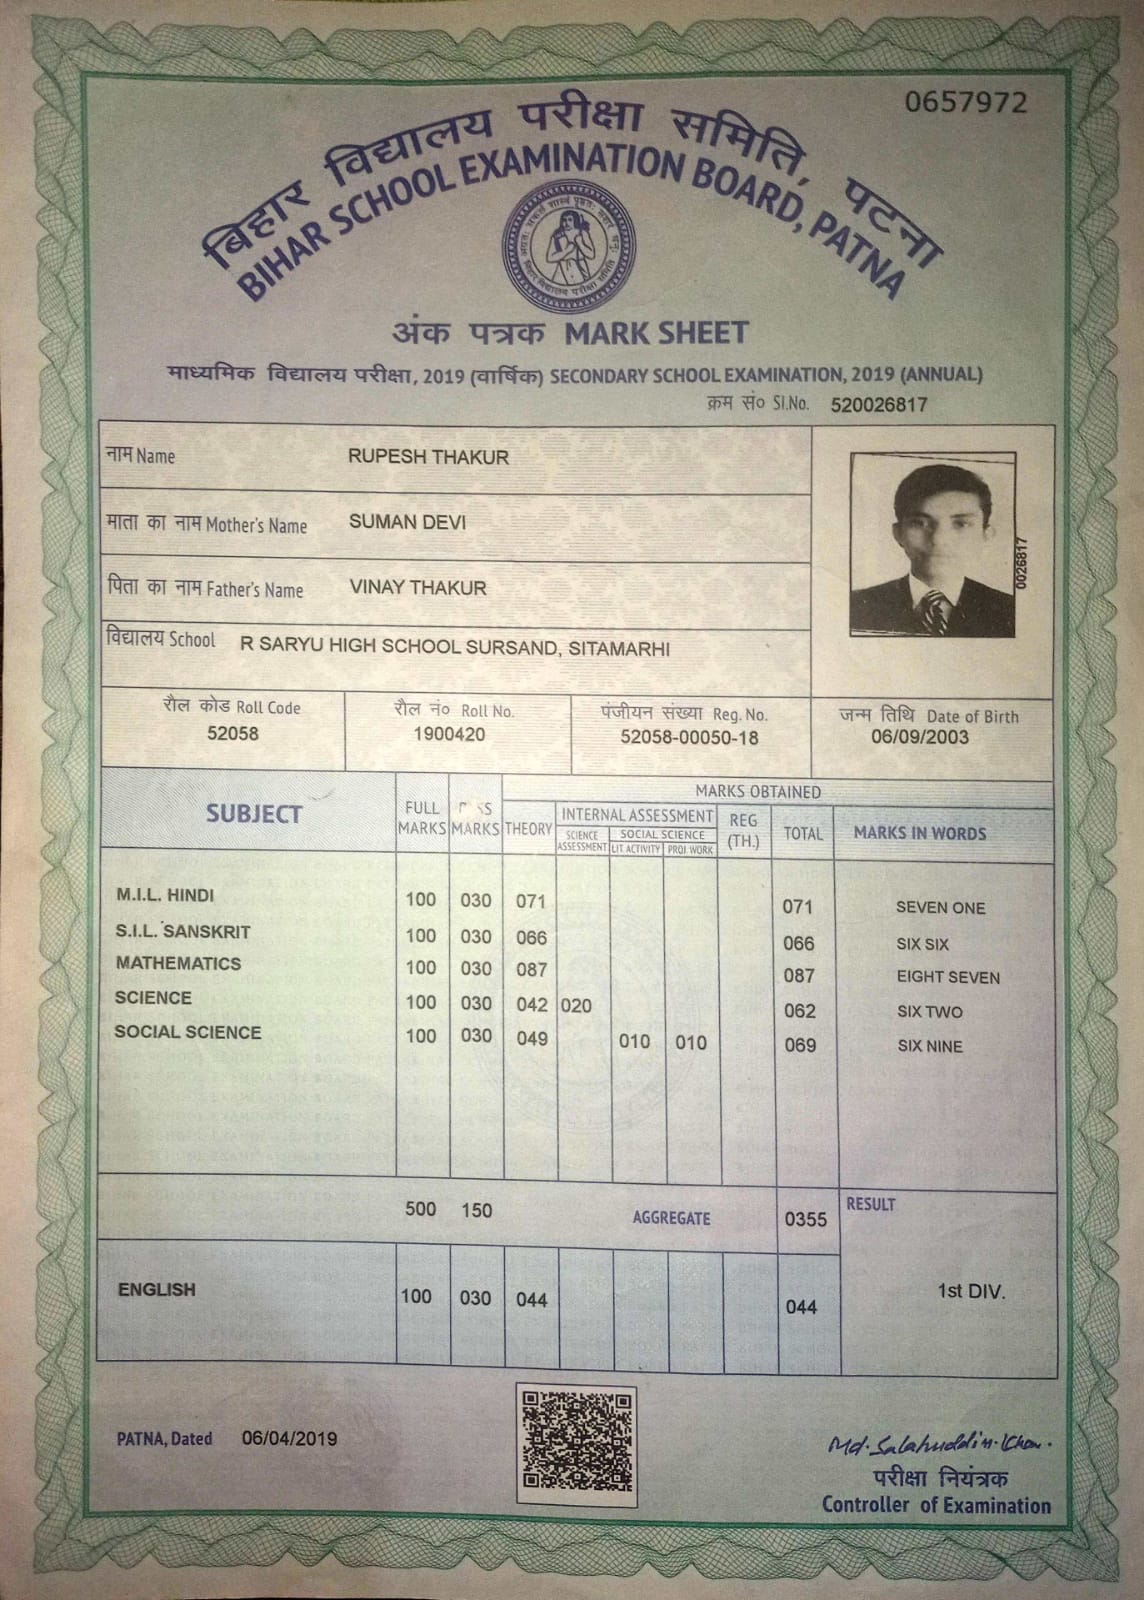 0657972
बिहार विद्यालय परीक्षा समिति, पटना
BIHAR SCHOOL EXAMINATION BOARD, PATNA
अंक पत्रक MARK SHEET
माध्यमिक विद्यालय परीक्षा, 2019 (वार्षिक) SECONDARY SCHOOL EXAMINATION, 2019 (ANNUAL)
क्रम सं० Sl.No. 520026817
नाम Name RUPESH THAKUR
माता का नाम Mother's Name SUMAN DEVI
0026817
पिता का नाम Father's Name VINAY THAKUR
विद्यालय School R SARYU HIGH SCHOOL SURSAND, SITAMARHI
रौल कोड Roll Code रौल नं० Roll No. पंजीयन संख्या Reg. No. जन्म तिथि Date of Birth
52058 1900420 52058-00050-18 06/09/2003
MARKS OBTAINED
SUBJECT FULL MARKS MARKS THEORY INTERNAL ASSESSMENT REG (TH.) TOTAL MARKS IN WORDS
SCIENCE ASSESSMENT SOCIAL SCIENCE
LIT ACTIVITY PROJ WORK
M.I.L. HINDI 100 030 071 071 SEVEN ONE
S.I.L. SANSKRIT 100 030 066 066 SIX SIX
MATHEMATICS 100 030 087 087 EIGHT SEVEN
SCIENCE 100 030 042 020 062 SIX TWO
SOCIAL SCIENCE 100 030 049 010 010 069 SIX NINE
500 150 AGGREGATE 0355 RESULT
ENGLISH 100 030 044 044 1st DIV.
PATNA, Dated 06/04/2019
Md. Salahuddin Khan.
परीक्षा नियंत्रक
Controller of Examination